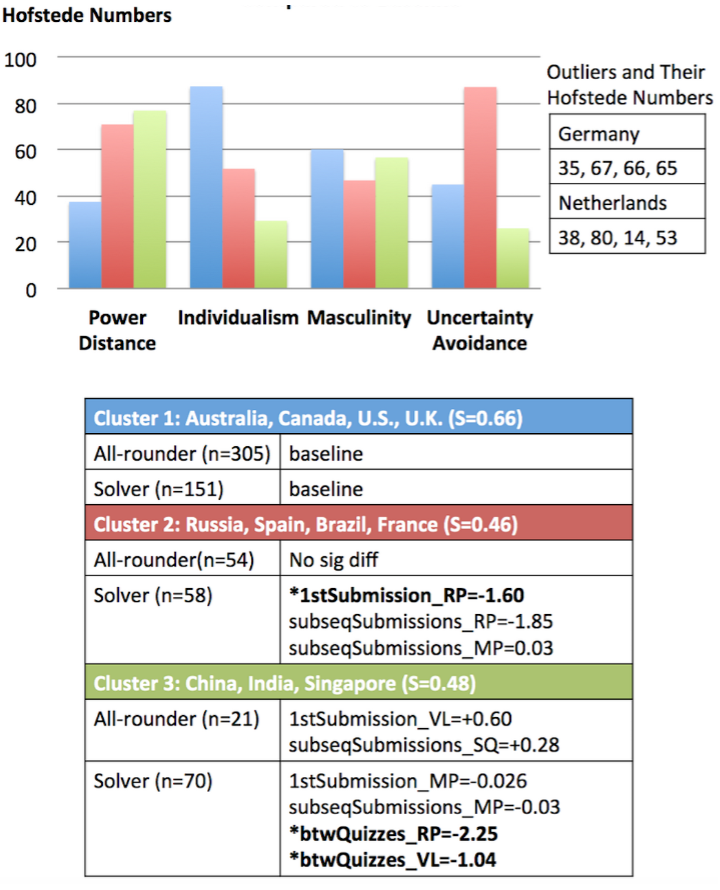 Hofstede Numbers
100
80
60
40
20
0
Power
Distance
Individualism
Masculinity
Uncertainty
Avoidance
Outliers and Their
Hofstede Numbers
Germany
35, 67, 66, 65
Netherlands
38, 80, 14, 53
Cluster 1: Australia, Canada, U.S., U.K. (S=0.66)
All-rounder (n=305) baseline
Solver (n=151) baseline
Cluster 2: Russia, Spain, Brazil, France (S=0.46)
All-rounder(n=54) No sig diff
Solver (n=58) *1stSubmission_RP=-1.60
subseqSubmissions_RP=-1.85
subseqSubmissions_MP=0.03
Cluster 3: China, India, Singapore (S=0.48)
All-rounder (n=21) 1stSubmission_VL=+0.60
subseqSubmissions_SQ=+0.28
Solver (n=70) 1stSubmission_MP=-0.026
subseqSubmissions_MP=-0.03
*btwQuizzes_RP=-2.25
*btwQuizzes_VL=-1.04